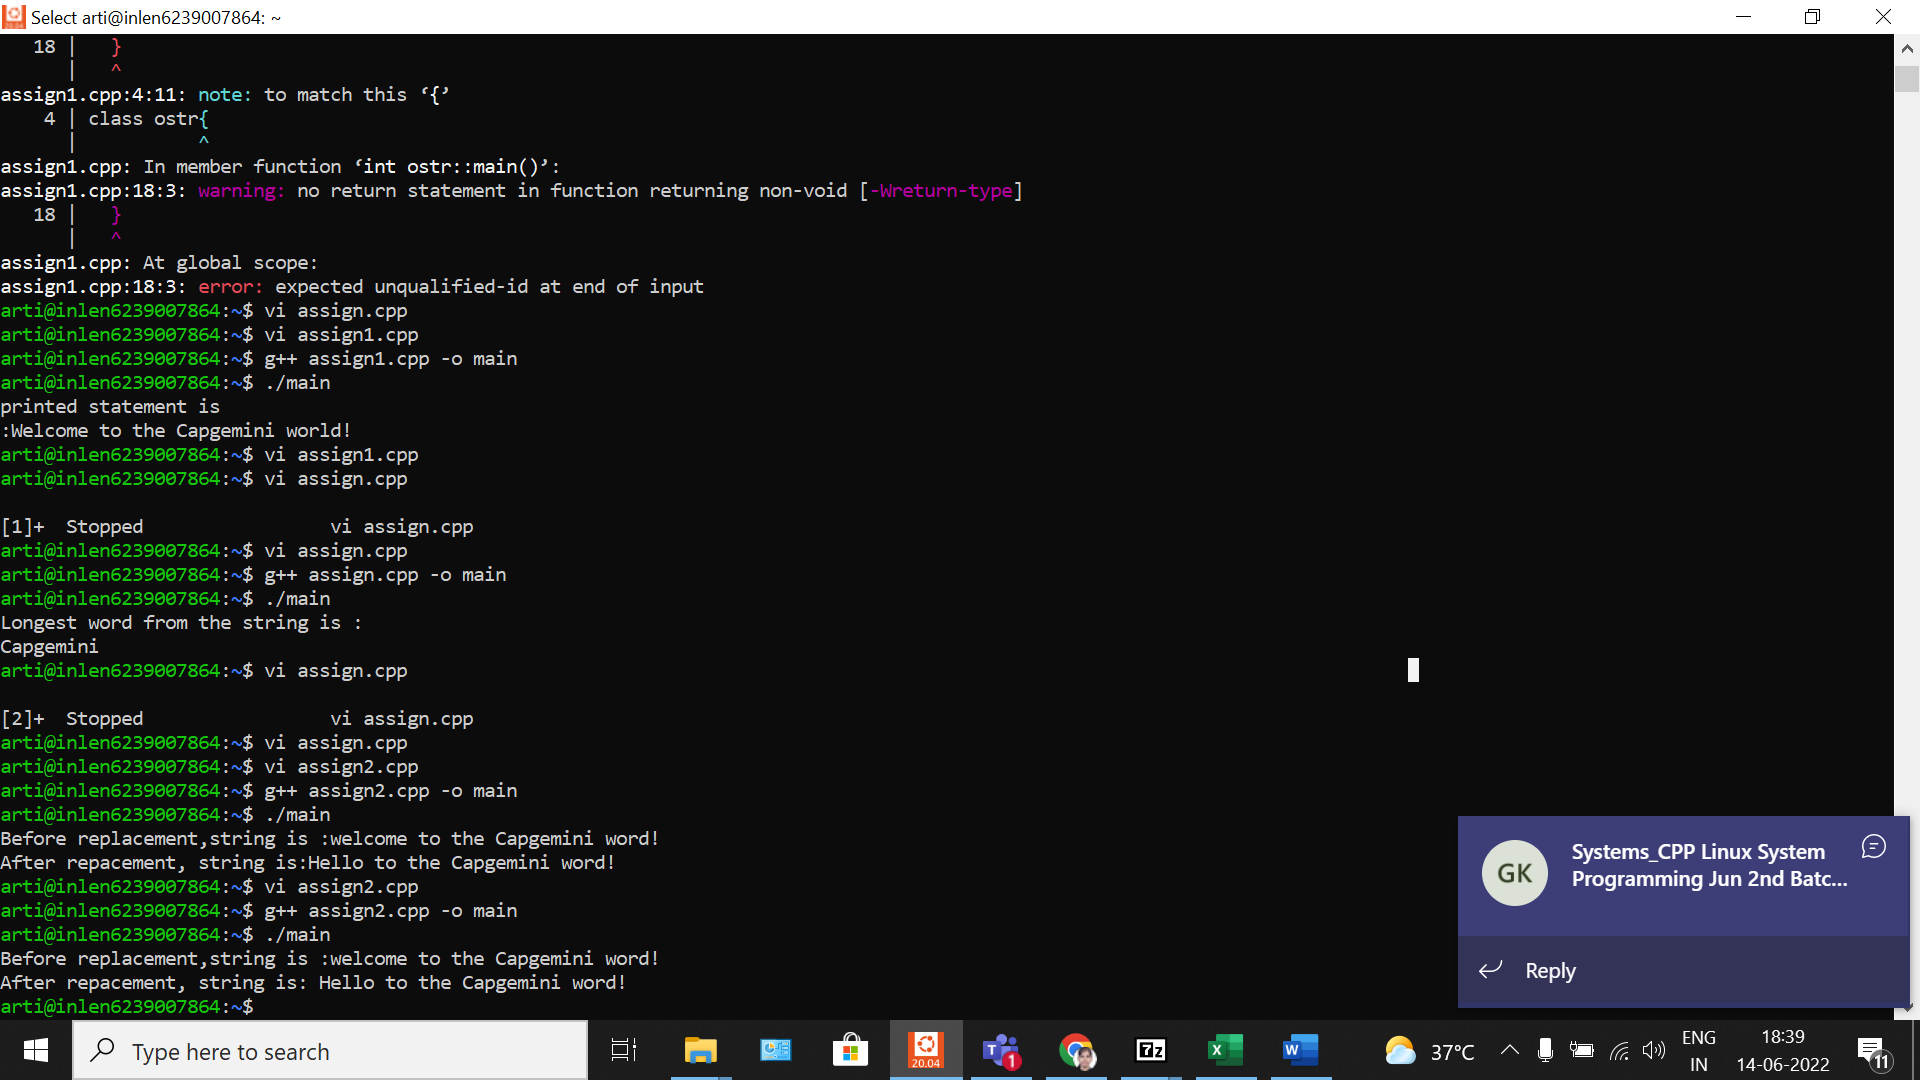 Select arti@inlen6239007864: ~
18 |   }
|   ^
assign1.cpp:4:11: note: to match this ‘{’
4 | class ostr{
|           ^
assign1.cpp: In member function ‘int ostr::main()’:
assign1.cpp:18:3: warning: no return statement in function returning non-void [-Wreturn-type]
18 |   }
|   ^
assign1.cpp: At global scope:
assign1.cpp:18:3: error: expected unqualified-id at end of input
arti@inlen6239007864:~$ vi assign.cpp
arti@inlen6239007864:~$ vi assign1.cpp
arti@inlen6239007864:~$ g++ assign1.cpp -o main
arti@inlen6239007864:~$ ./main
printed statement is
:Welcome to the Capgemini world!
arti@inlen6239007864:~$ vi assign1.cpp
arti@inlen6239007864:~$ vi assign.cpp
[1]+  Stopped                 vi assign.cpp
arti@inlen6239007864:~$ vi assign.cpp
arti@inlen6239007864:~$ g++ assign.cpp -o main
arti@inlen6239007864:~$ ./main
Longest word from the string is :
Capgemini
arti@inlen6239007864:~$ vi assign.cpp
[2]+  Stopped                 vi assign.cpp
arti@inlen6239007864:~$ vi assign.cpp
arti@inlen6239007864:~$ vi assign2.cpp
arti@inlen6239007864:~$ g++ assign2.cpp -o main
arti@inlen6239007864:~$ ./main
Before replacement,string is :welcome to the Capgemini word!
After repacement, string is:Hello to the Capgemini word!
arti@inlen6239007864:~$ vi assign2.cpp
arti@inlen6239007864:~$ g++ assign2.cpp -o main
arti@inlen6239007864:~$ ./main
Before replacement,string is :welcome to the Capgemini word!
After repacement, string is: Hello to the Capgemini word!
arti@inlen6239007864:~$
GK
Systems_CPP Linux System
Programming Jun 2nd Batc...
Reply
Type here to search
20.04
T
1
7z
X
W
37°C
ENG
IN
18:39
14-06-2022
11